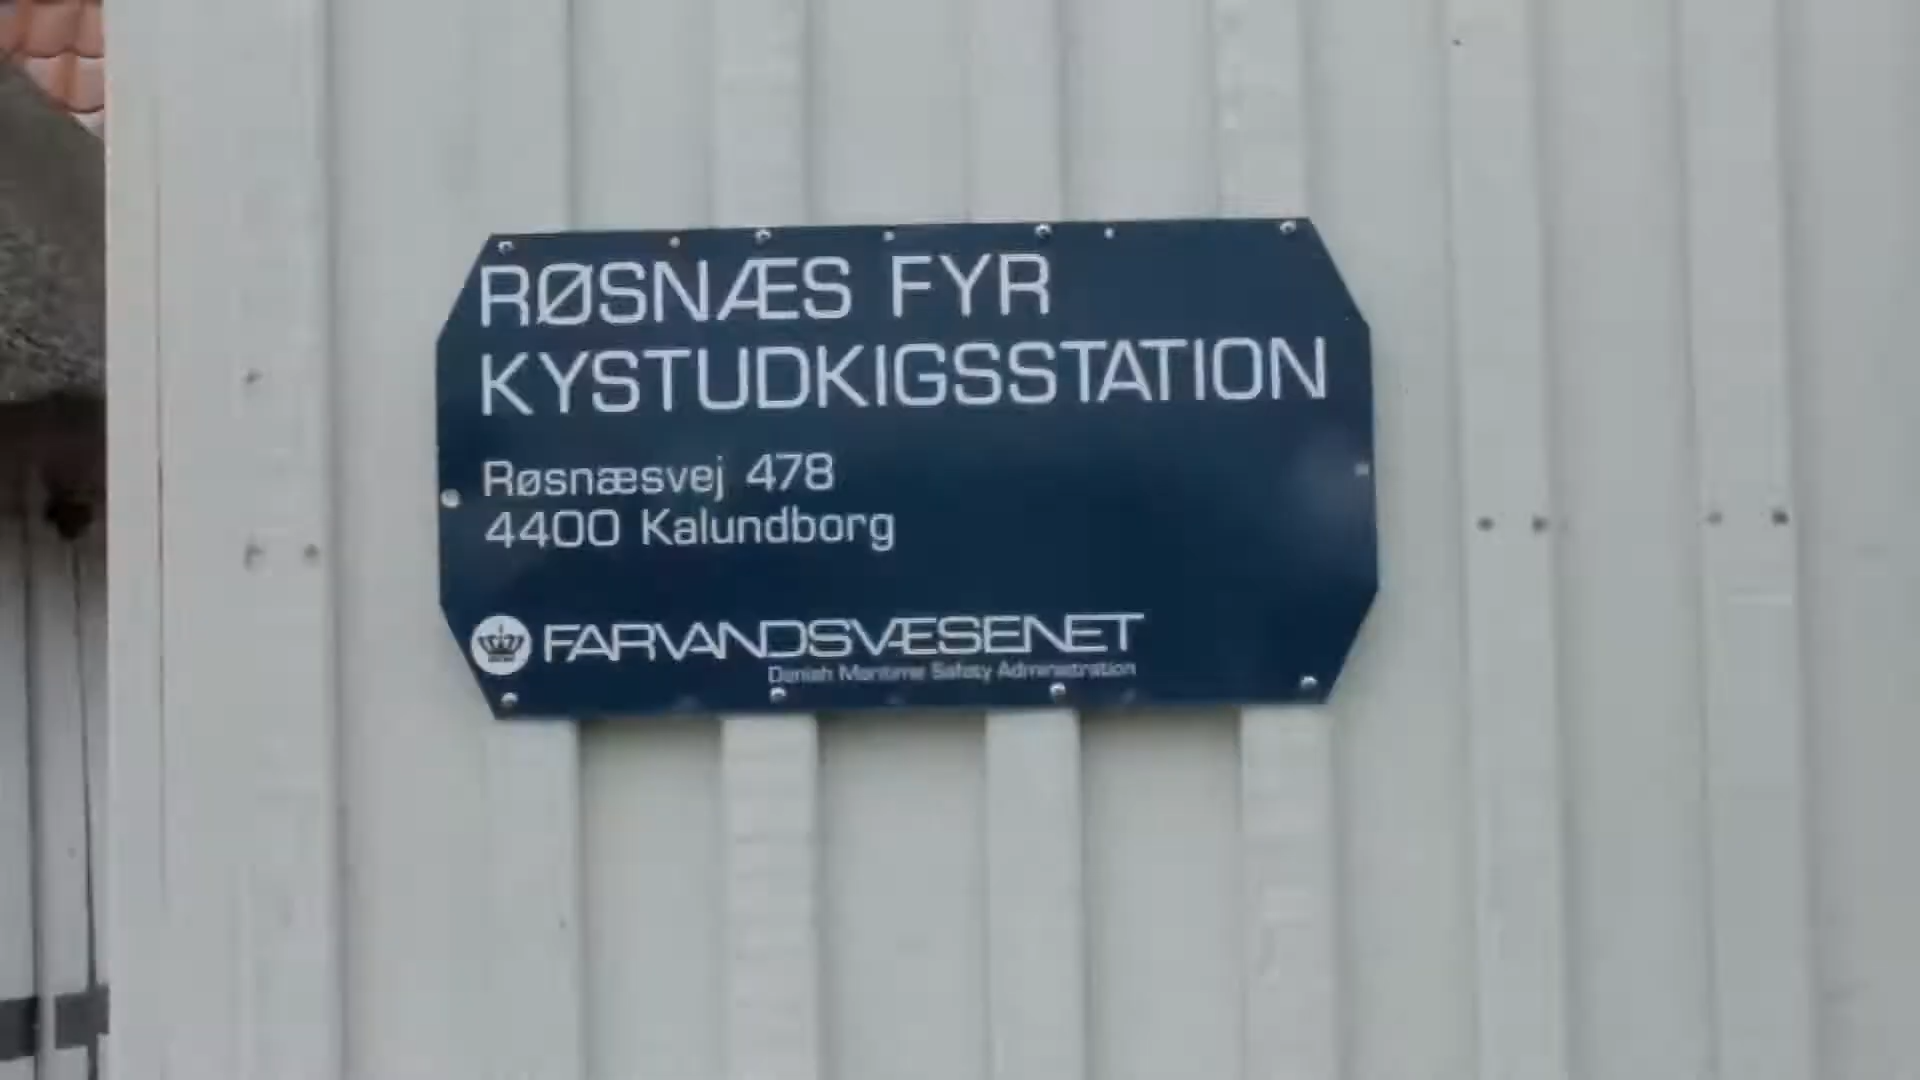 RØSNÆS FYR
KYSTUDKIGSSTATION
Røsnæsvej 478
4400 Kalundborg
FARVANDSVÆSENET
Danish Maritime Safety Administration